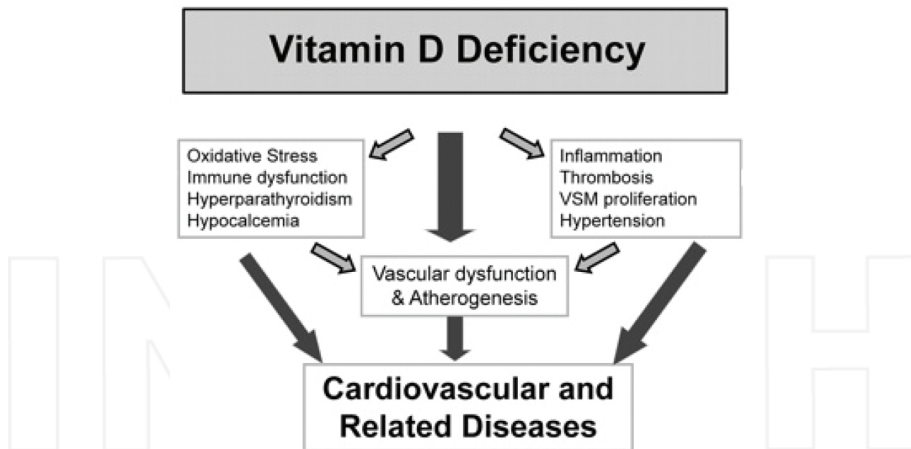 Vitamin D Deficiency
Oxidative Stress
Immune dysfunction
Hyperparathyroidism
Hypocalcemia
Inflammation
Thrombosis
VSM proliferation
Hypertension
Vascular dysfunction
& Atherogenesis
Cardiovascular and
Related Diseases